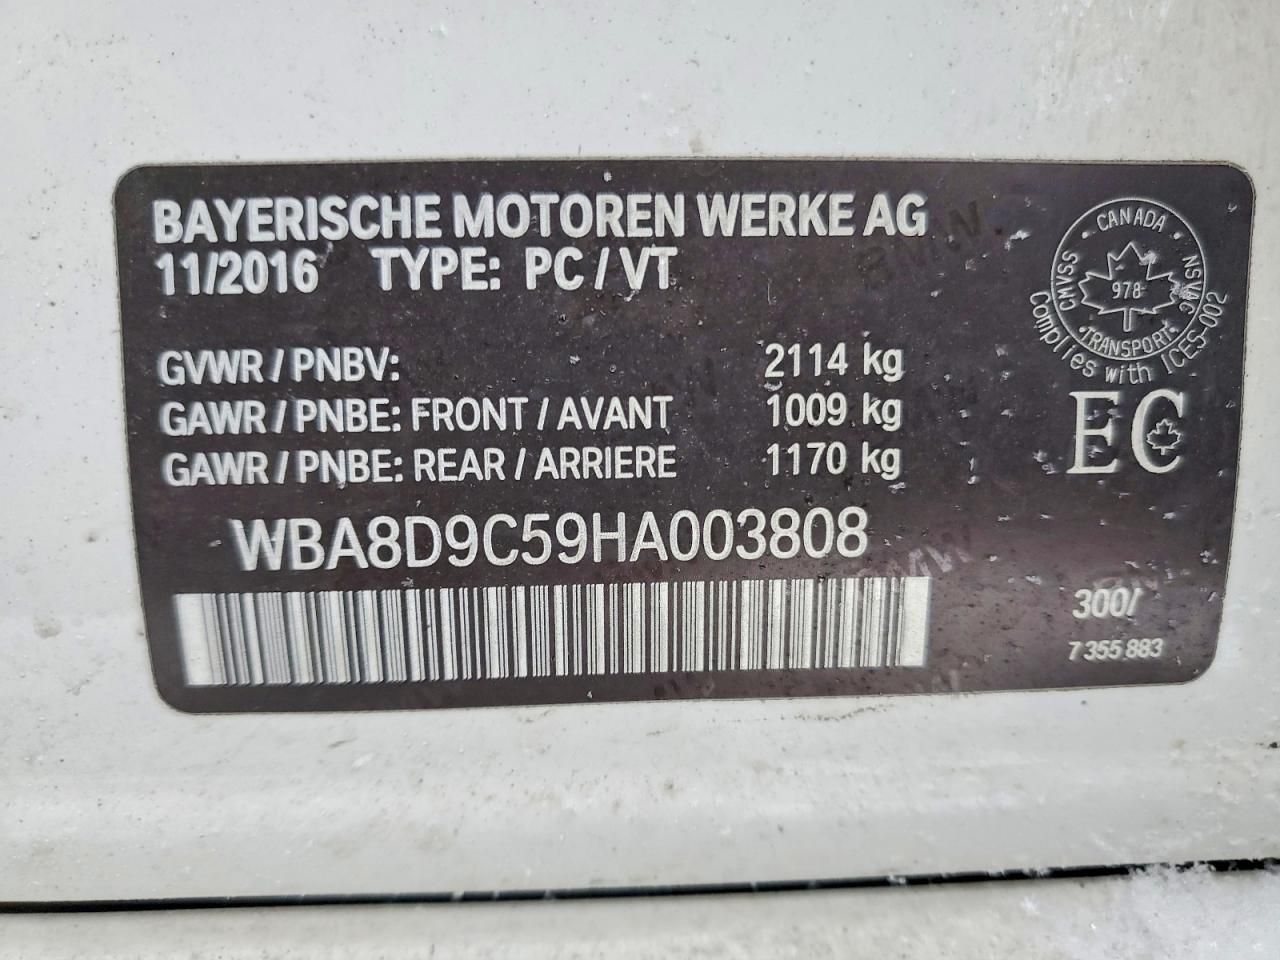 BAYERISCHE MOTOREN WERKE AG
11/2016 TYPE: PC / VT
CANADA
CMVSS
NSVAC
978
TRANSPORT
Complies with ICES-002
GVWR / PNBV: 2114 kg
GAWR / PNBE: FRONT / AVANT 1009 kg
GAWR / PNBE: REAR / ARRIERE 1170 kg
EC
WBA8D9C59HA003808
300/
7 355 883
BMW
BMW